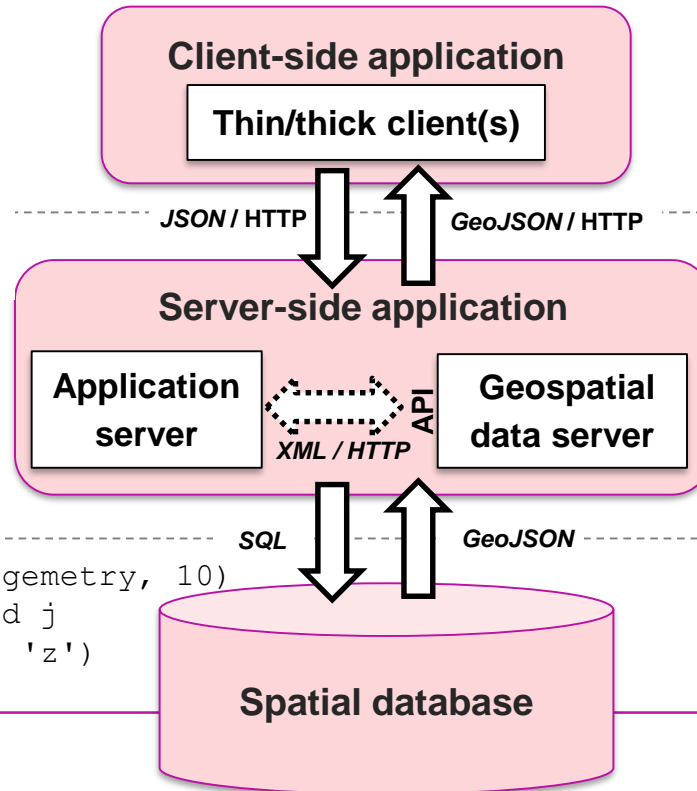 Client-side application
Thin/thick client(s)
JSON / HTTP
GeoJSON / HTTP
Server-side application
Application
server
XML / HTTP
API
Geospatial
data server
SQL
GeoJSON
gemetry, 10)
d j
'z')
Spatial database